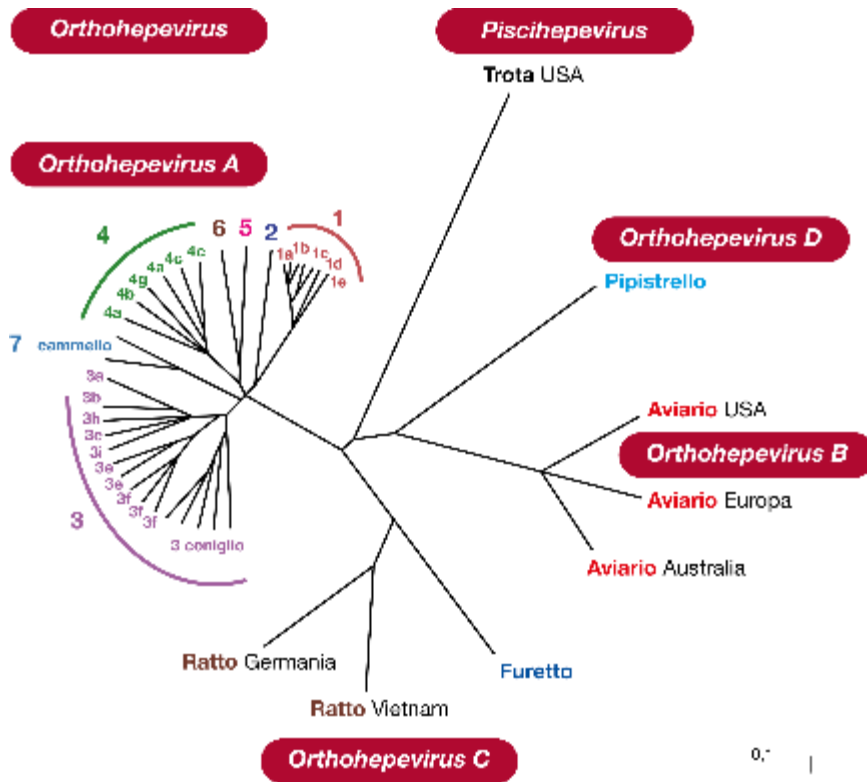 Orthohepevirus
Piscihepevirus
Trota USA
Orthohepevirus A
4
6
5
2
1
4c
4c
4a
4g
4b
4a
1a
1b
1c
1d
1e
Orthohepevirus D
Pipistrello
7 cammello
3a
3b
3h
3c
3i
3e
3e
3f
3f
3f
3
3 coniglio
Aviario USA
Orthohepevirus B
Aviario Europa
Aviario Australia
Ratto Germania
Furetto
Ratto Vietnam
Orthohepevirus C